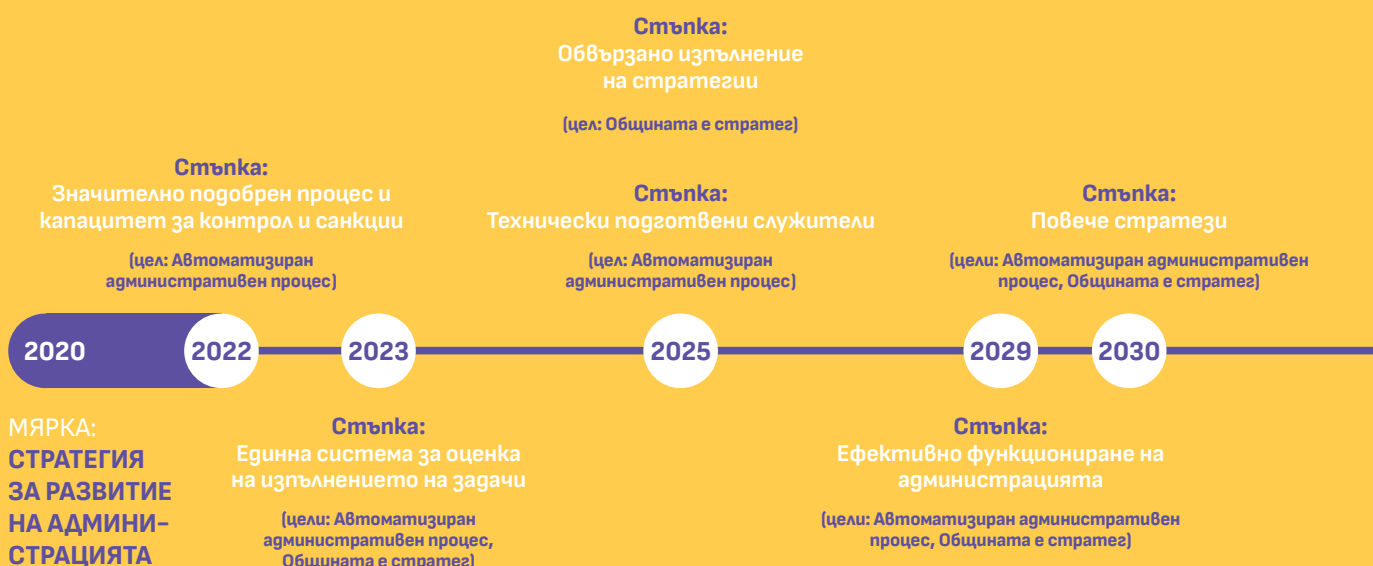 Стъпка:
Обвързано изпълнение
на стратегии
(цел: Общината е стратег)
Стъпка:
Значително подобрен процес и
капацитет за контрол и санкции
(цел: Автоматизиран
административен процес)
Стъпка:
Технически подготвени служители
(цел: Автоматизиран
административен процес)
Стъпка:
Повече стратези
(цели: Автоматизиран административен
процес, Общината е стратег)
2020
2022
2023
2025
2029
2030
МЯРКА:
СТРАТЕГИЯ
ЗА РАЗВИТИЕ
НА АДМИНИ-
СТРАЦИЯТА
Стъпка:
Единна система за оценка
на изпълнението на задачи
(цели: Автоматизиран
административен процес,
Общината е стратег)
Стъпка:
Ефективно функциониране на
администрацията
(цели: Автоматизиран административен
процес, Общината е стратег)